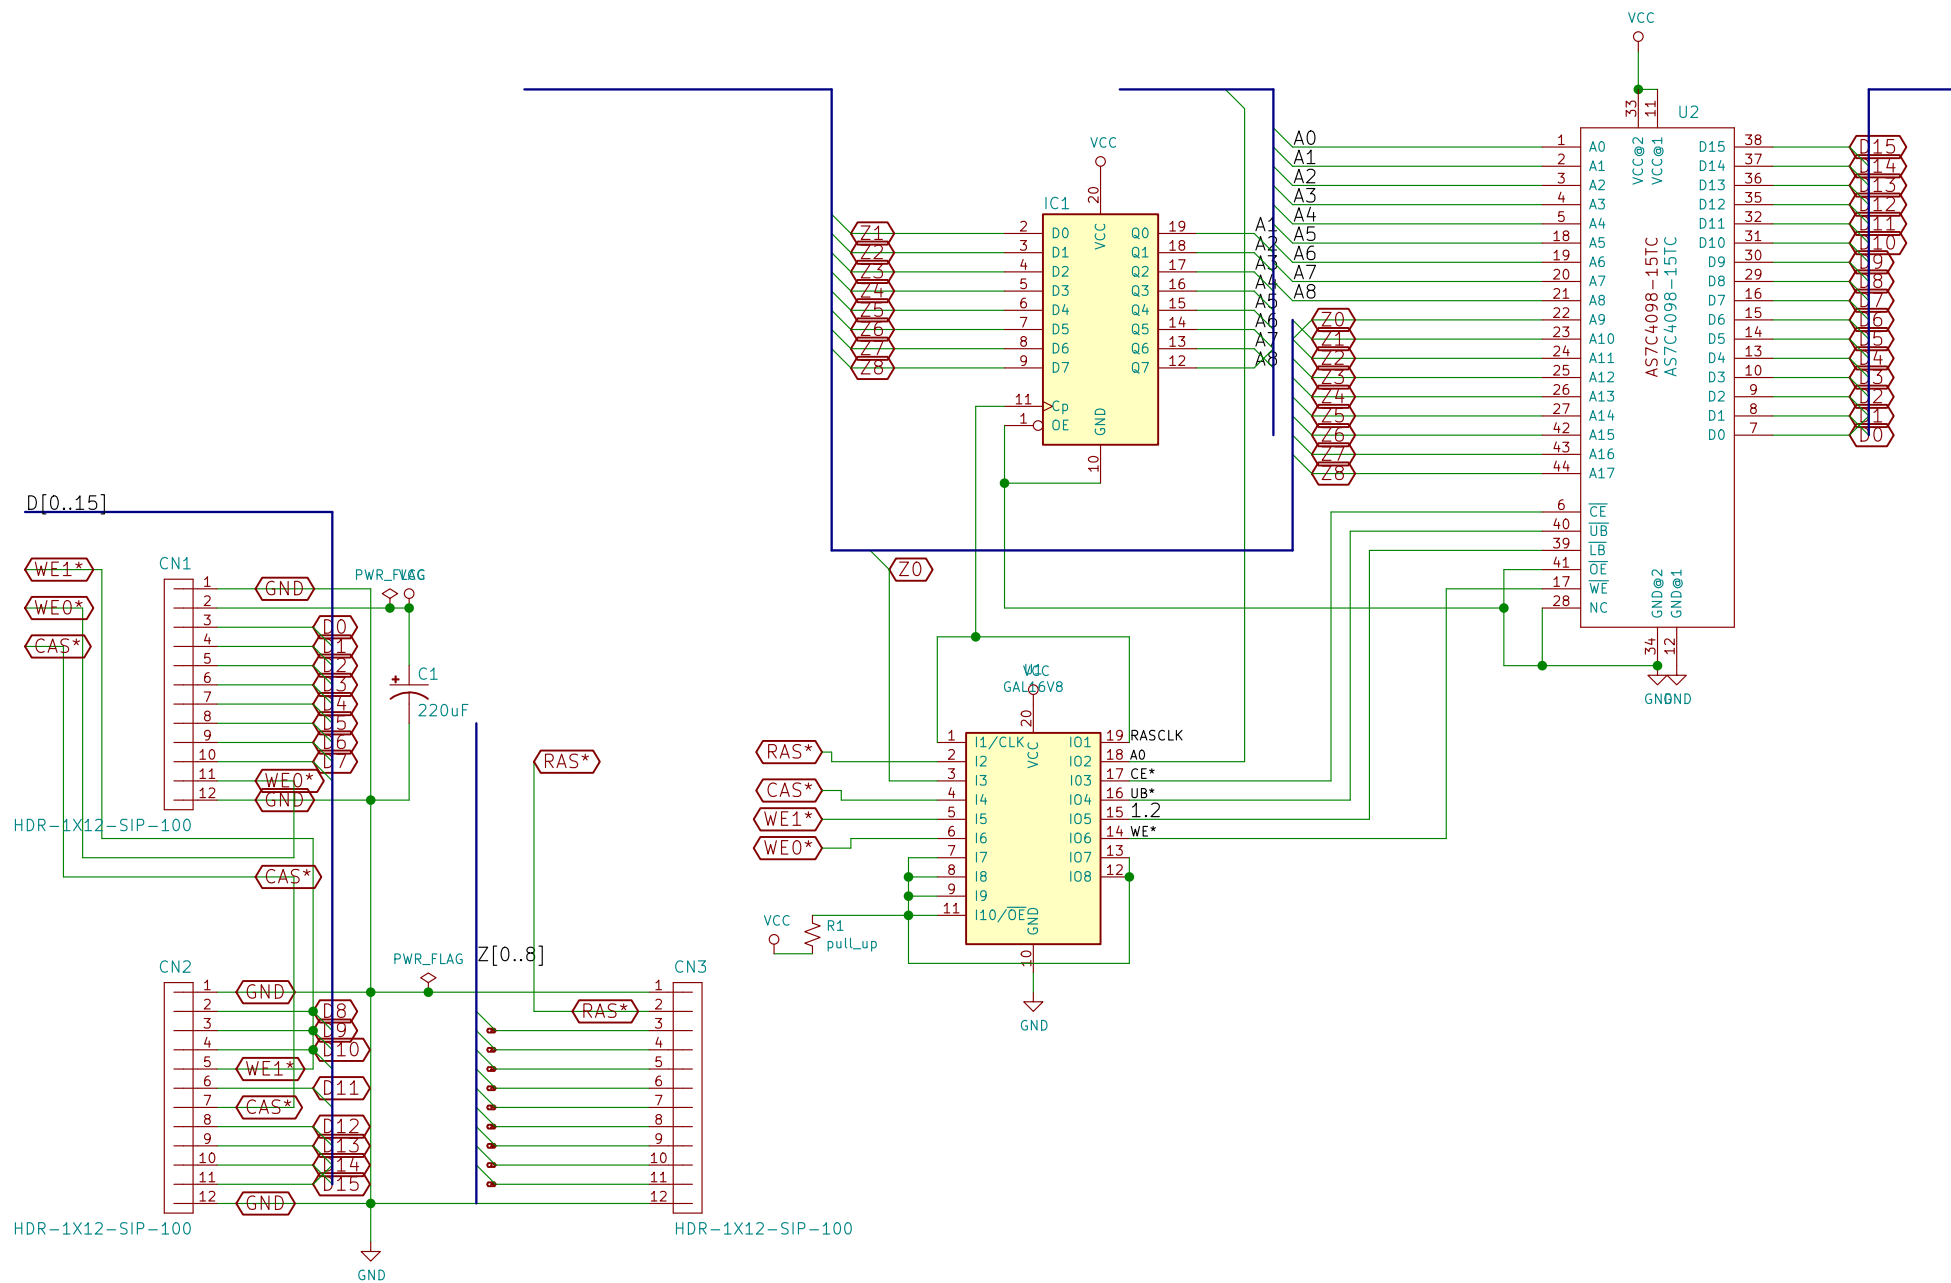 VCC
33
11
U2
VCC@2
VCC@1
AS7C4098-15TC
AS7C4098-15TC
1 A0
2 A1
3 A2
4 A3
5 A4
18 A5
19 A6
20 A7
21 A8
22 A9
23 A10
24 A11
25 A12
26 A13
27 A14
42 A15
43 A16
44 A17
6 CE
40 UB
39 LB
41 OE
17 WE
28 NC
GND@2
GND@1
34
12
GND
GND
D15 38 D15
D14 37 D14
D13 36 D13
D12 35 D12
D11 32 D11
D10 31 D10
D9 30 D9
D8 29 D8
D7 16 D7
D6 15 D6
D5 14 D5
D4 13 D4
D3 10 D3
D2 9 D2
D1 8 D1
D0 7 D0
A0
A1
A2
A3
A4
A5
A6
A7
A8
Z0
Z1
Z2
Z3
Z4
Z5
Z6
Z7
Z8
VCC
20
IC1
VCC
Z1 2 D0 Q0 19 A1
Z2 3 D1 Q1 18 A2
Z3 4 D2 Q2 17 A3
Z4 5 D3 Q3 16 A4
Z5 6 D4 Q4 15 A5
Z6 7 D5 Q5 14 A6
Z7 8 D6 Q6 13 A7
Z8 9 D7 Q7 12 A8
11 Cp
1 OE
GND
10
Z0
D[0..15]
WE1*
WE0*
CAS*
CN1
1 GND
2
3 D0
4 D1
5 D2
6 D3
7 D4
8 D5
9 D6
10 D7
11 WE0*
12 GND
HDR-1X12-SIP-100
PWR_FLAG
VCC
C1
220uF
CAS*
RAS*
U1
VCC
GAL16V8
20
VCC
1 I1/CLK IO1 19 RASCLK
RAS* 2 I2 IO2 18 A0
3 I3 IO3 17 CE*
CAS* 4 I4 IO4 16 UB*
WE1* 5 I5 IO5 15 1.2
WE0* 6 I6 IO6 14 WE*
7 I7 IO7 13
8 I8 IO8 12
9 I9
11 I10/OE
GND
10
GND
VCC
R1
pull_up
PWR_FLAG
Z[0..8]
CN2
1 GND
2 D8
3 D9
4 D10
5 WE1*
6 D11
7 CAS*
8 D12
9 D13
10 D14
11 D15
12 GND
HDR-1X12-SIP-100
GND
CN3
1
RAS* 2
3
4
5
6
7
8
9
10
11
12
HDR-1X12-SIP-100